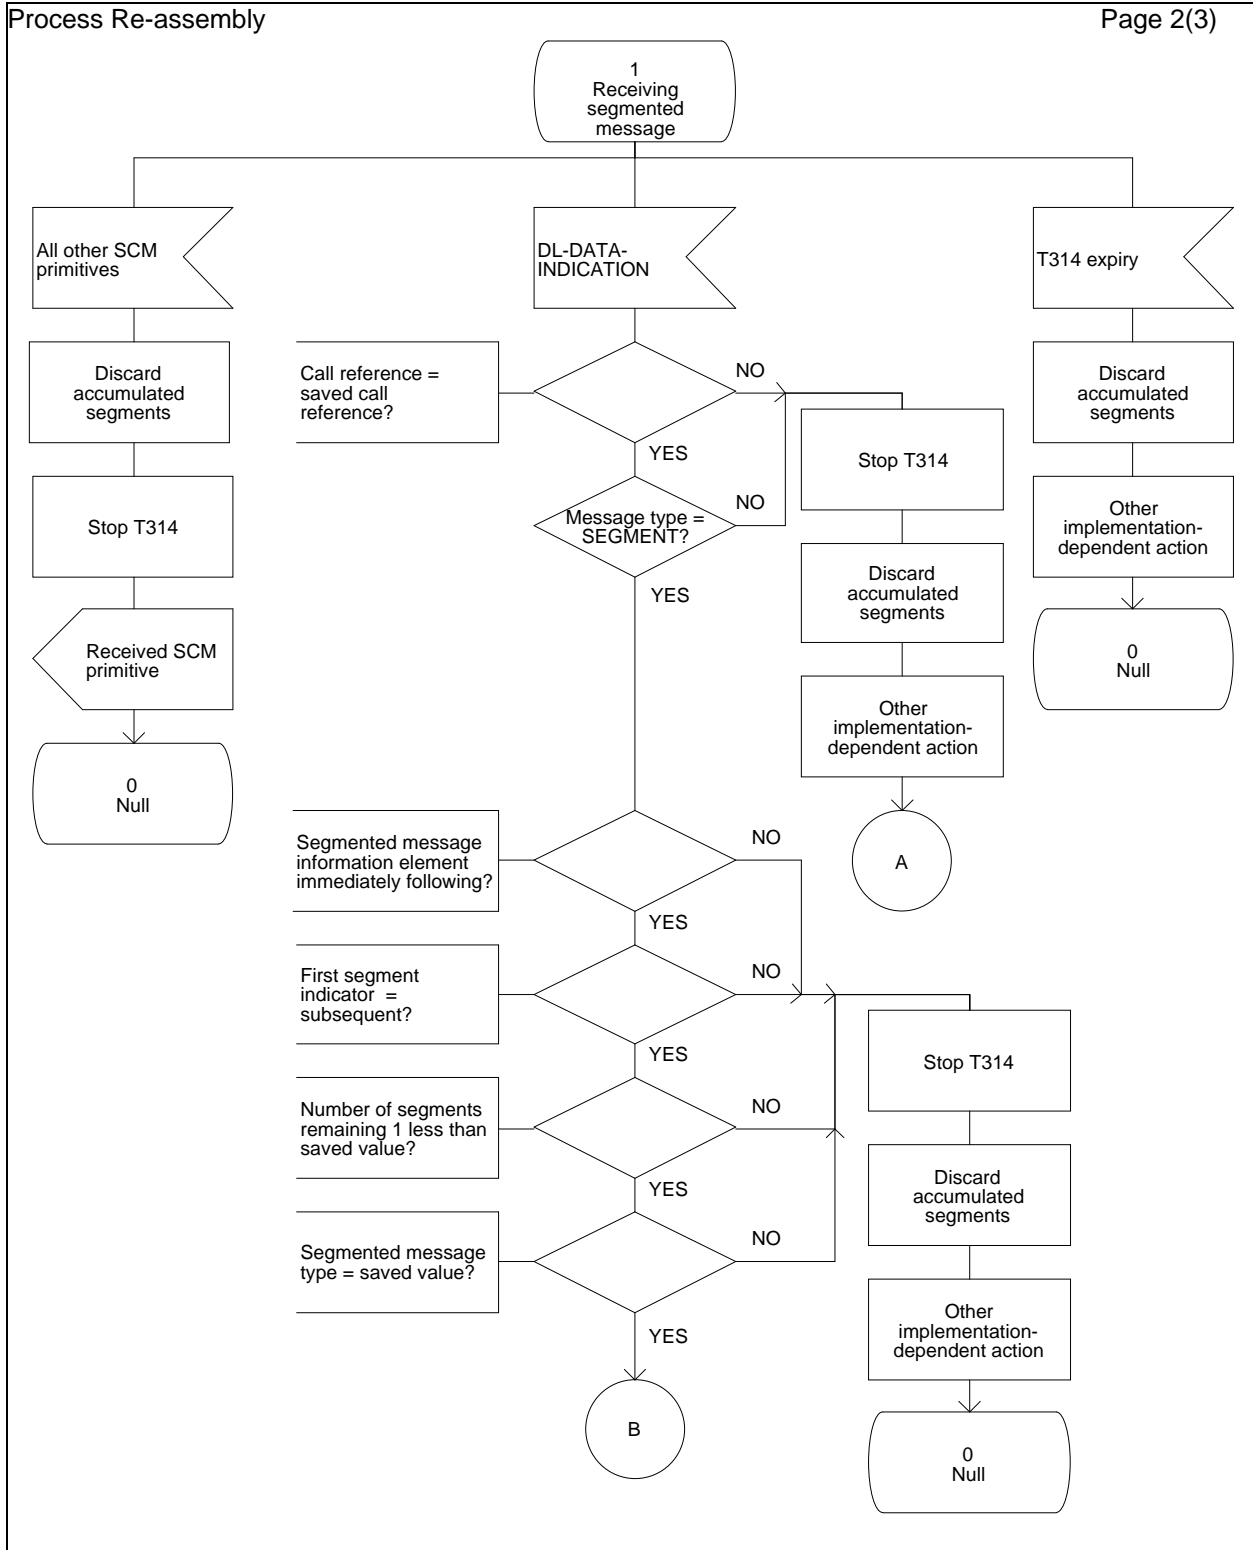 Process Re-assembly
Page 2(3)
1
Receiving
segmented
message
All other SCM
primitives
DL-DATA-
INDICATION
T314 expiry
Discard
accumulated
segments
Call reference =
saved call
reference?
NO
YES
Discard
accumulated
segments
Stop T314
Stop T314
Message type =
SEGMENT?
NO
YES
Other
implementation-
dependent action
Discard
accumulated
segments
Received SCM
primitive
0
Null
Other
implementation-
dependent action
0
Null
A
Segmented message
information element
immediately following?
NO
YES
First segment
indicator  =
subsequent?
NO
YES
Stop T314
Number of segments
remaining 1 less than
saved value?
NO
YES
Discard
accumulated
segments
Segmented message
type = saved value?
NO
YES
Other
implementation-
dependent action
B
0
Null